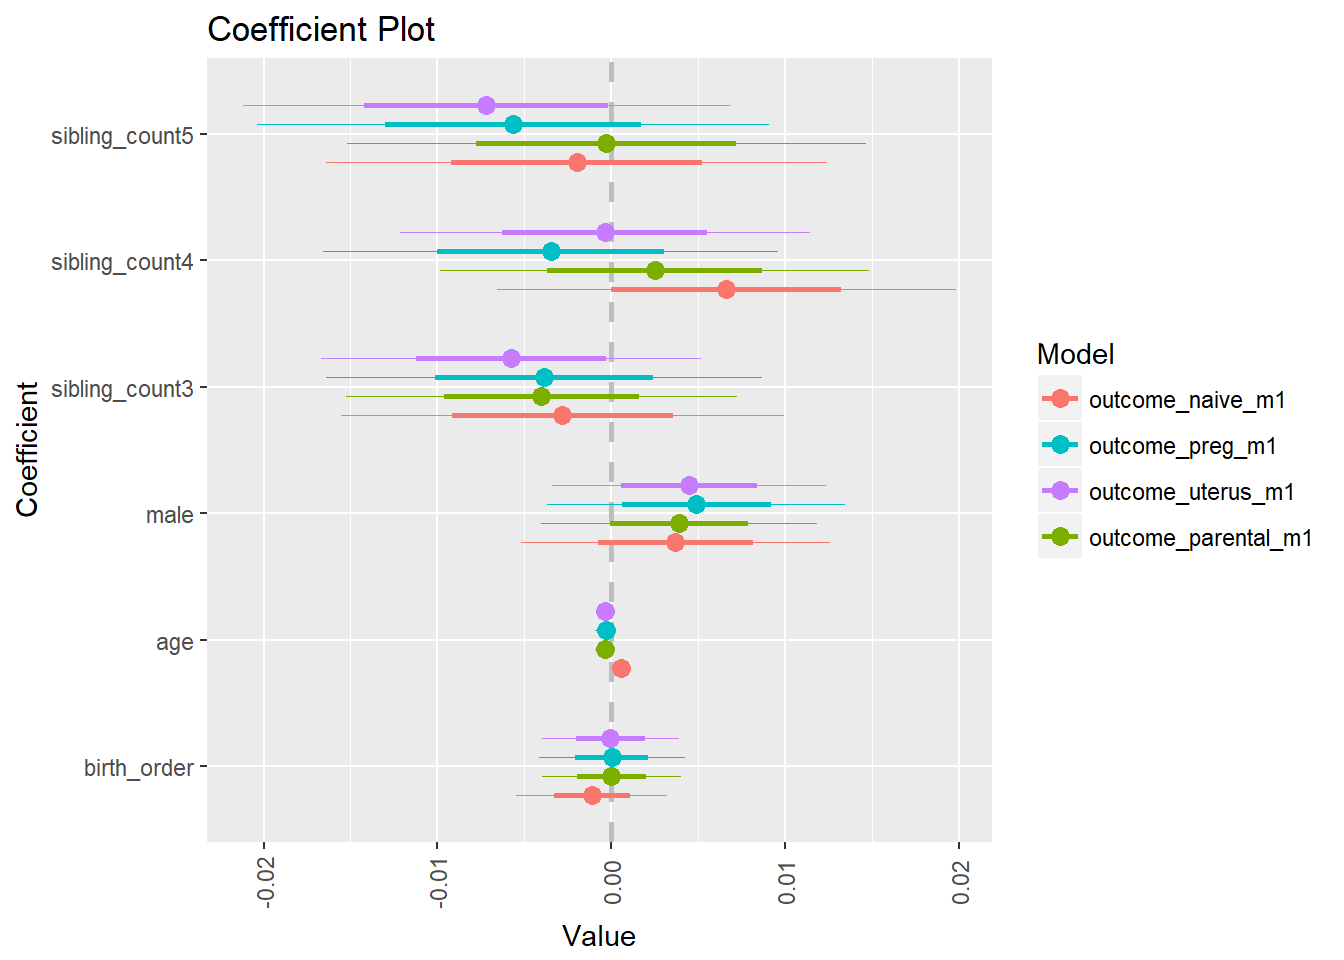 Coefficient Plot
Coefficient
sibling_count5
sibling_count4
sibling_count3
male
age
birth_order
-0.02
-0.01
0.00
0.01
0.02
Value
Model
outcome_naive_m1
outcome_preg_m1
outcome_uterus_m1
outcome_parental_m1